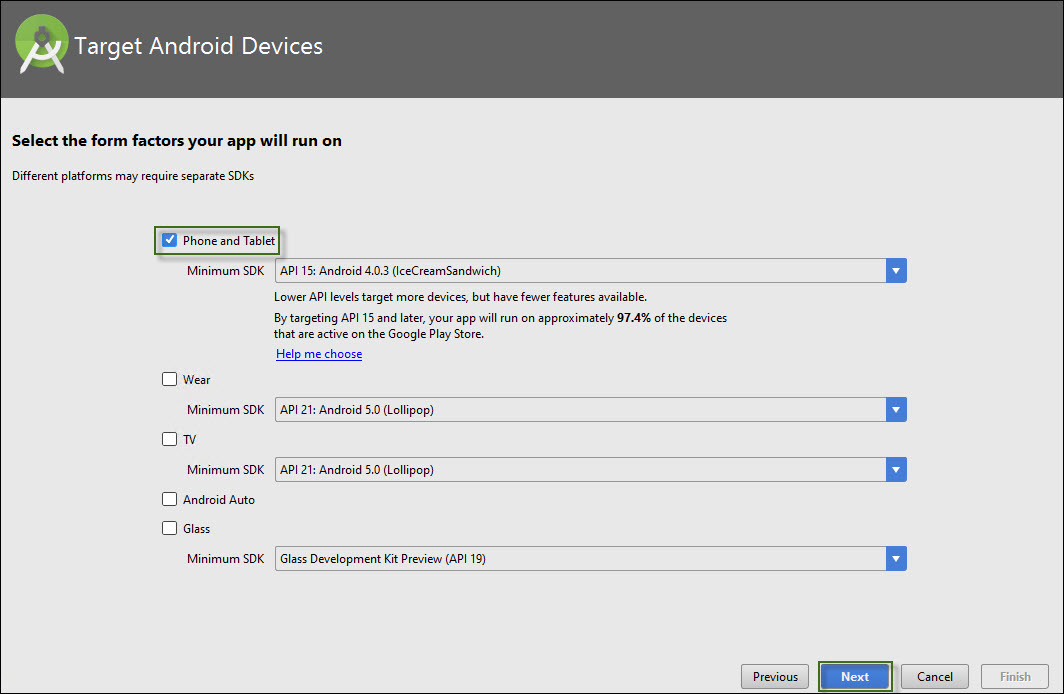 Target Android Devices
Select the form factors your app will run on
Different platforms may require separate SDKs
Phone and Tablet
Minimum SDK API 15: Android 4.0.3 (IceCreamSandwich)
Lower API levels target more devices, but have fewer features available.
By targeting API 15 and later, your app will run on approximately 97.4% of the devices
that are active on the Google Play Store.
Help me choose
Wear
Minimum SDK API 21: Android 5.0 (Lollipop)
TV
Minimum SDK API 21: Android 5.0 (Lollipop)
Android Auto
Glass
Minimum SDK Glass Development Kit Preview (API 19)
Previous Next Cancel Finish